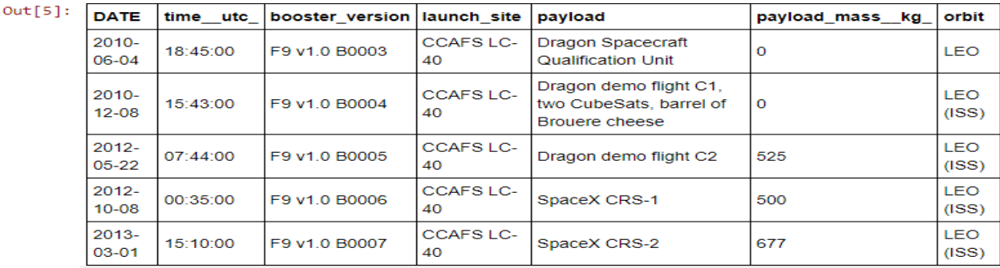 Out[5]:
DATE time__utc_ booster_version launch_site payload payload_mass__kg_ orbit
2010-
06-04 18:45:00 F9 v1.0 B0003 CCAFS LC-
40 Dragon Spacecraft
Qualification Unit 0 LEO
2010-
12-08 15:43:00 F9 v1.0 B0004 CCAFS LC-
40 Dragon demo flight C1,
two CubeSats, barrel of
Brouere cheese 0 LEO
(ISS)
2012-
05-22 07:44:00 F9 v1.0 B0005 CCAFS LC-
40 Dragon demo flight C2 525 LEO
(ISS)
2012-
10-08 00:35:00 F9 v1.0 B0006 CCAFS LC-
40 SpaceX CRS-1 500 LEO
(ISS)
2013-
03-01 15:10:00 F9 v1.0 B0007 CCAFS LC-
40 SpaceX CRS-2 677 LEO
(ISS)